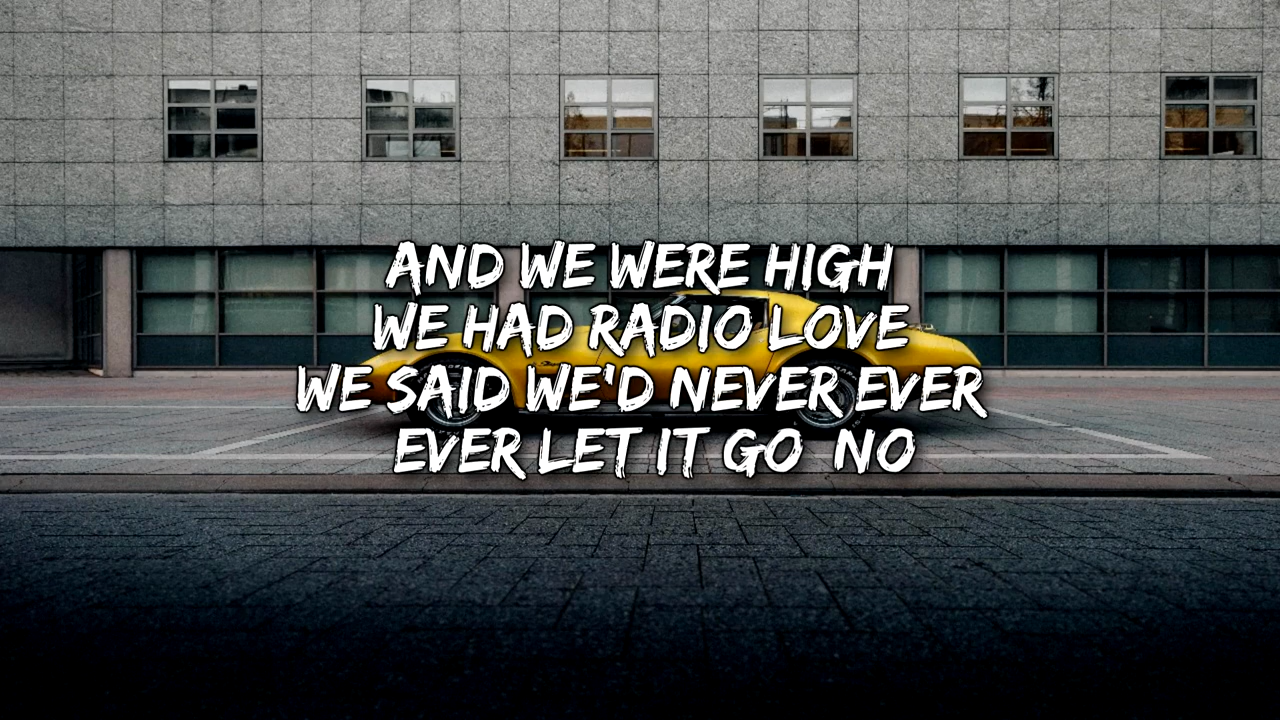 AND WE WERE HIGH
WE HAD RADIO LOVE
WE SAID WE'D NEVER EVER
EVER LET IT GO NO